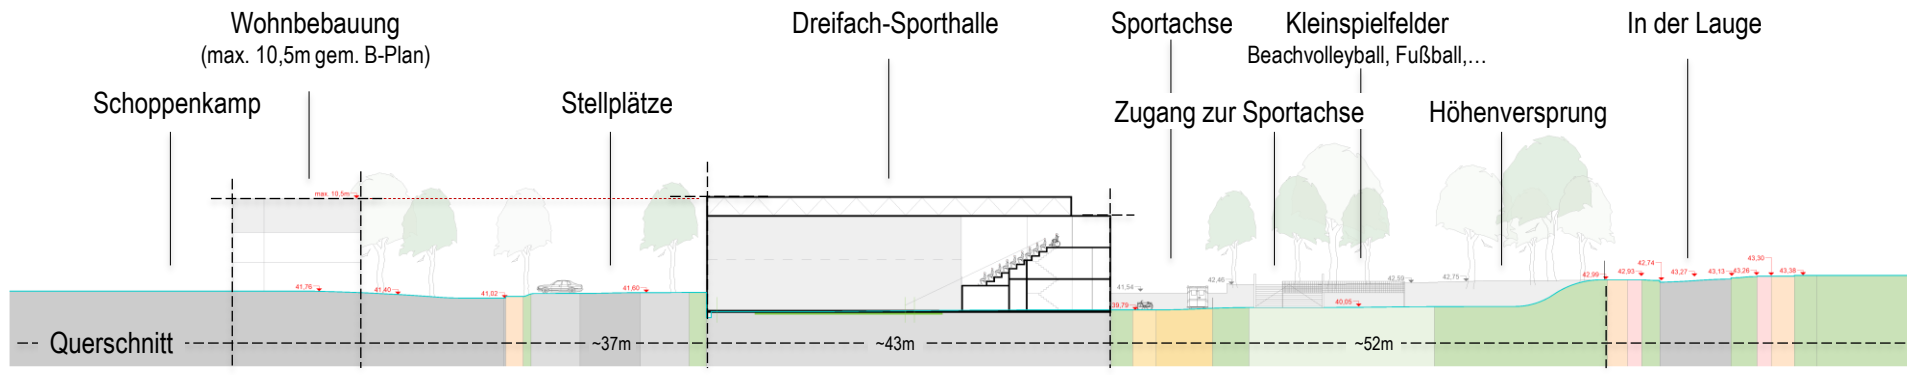 Wohnbebauung
(max. 10,5m gem. B-Plan)
Dreifach-Sporthalle
Sportachse
Kleinspielfelder
Beachvolleyball, Fußball,…
In der Lauge
Schoppenkamp
Stellplätze
Zugang zur Sportachse
Höhenversprung
max. 10,5m
41,76
41,40
41,02
41,60
41,54
39,79
42,46
42,59
40,05
42,75
42,99
42,93
42,74
43,27
43,13
43,26
43,30
43,38
Querschnitt
~37m
~43m
~52m